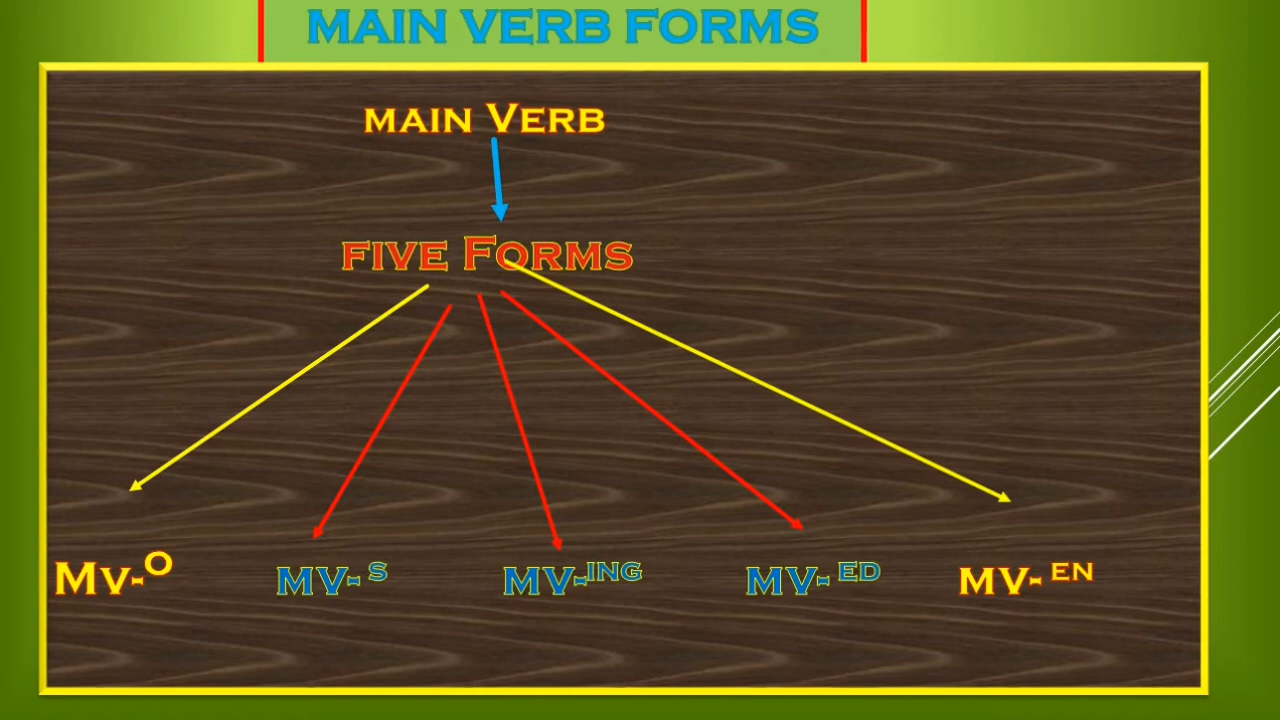 MAIN VERB FORMS
MAIN VERB
FIVE FORMS
MV-O
MV- S
MV-ING
MV- ED
MV- EN